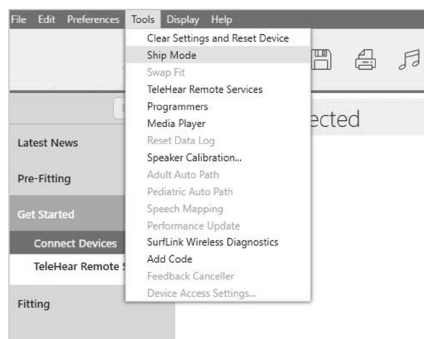 File Edit Preferences Tools Display Help
Clear Settings and Reset Device
Ship Mode
Swap Fit
TeleHear Remote Services
Programmers
Media Player
Reset Data Log
Speaker Calibration...
Adult Auto Path
Pediatric Auto Path
Speech Mapping
Performance Update
SurfLink Wireless Diagnostics
Add Code
Feedback Canceller
Device Access Settings...
ected
Latest News
Pre-Fitting
Get Started
Connect Devices
TeleHear Remote S
Fitting